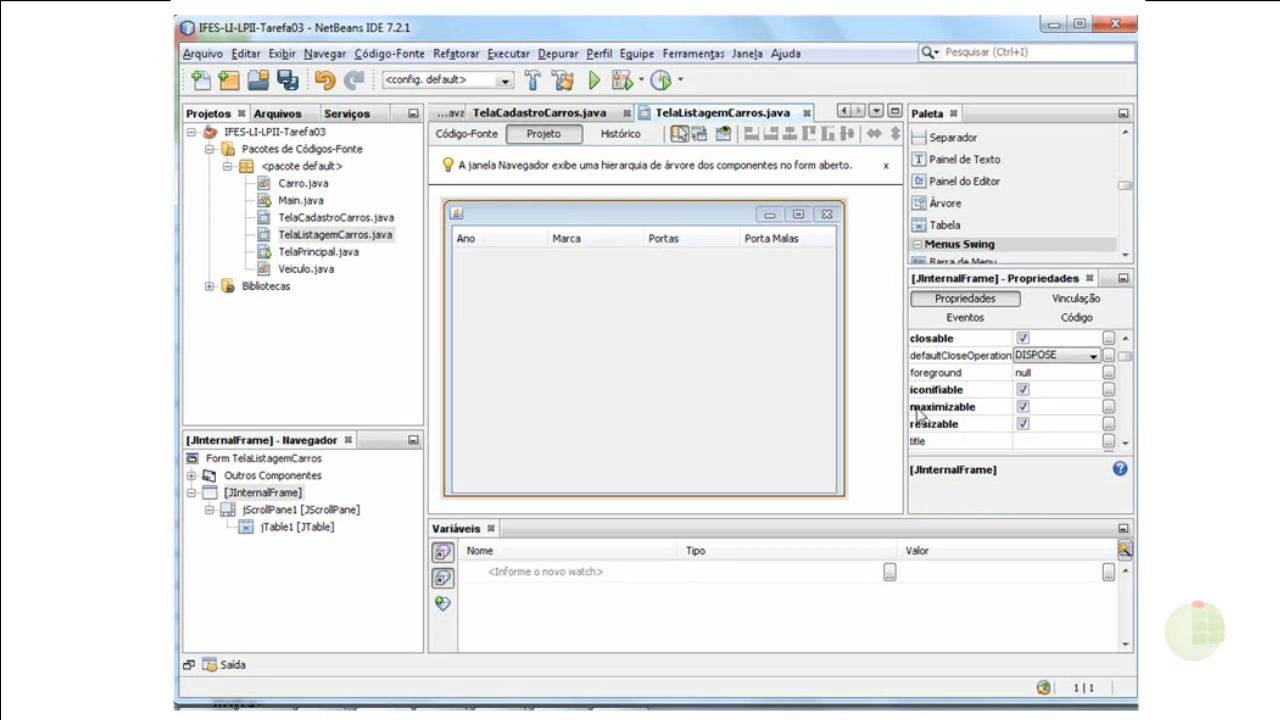 IFES-LI-LPII-Tarefa03 - NetBeans IDE 7.2.1
Arquivo Editar Exibir Navegar Código-Fonte Refatorar Executar Depurar Perfil Equipe Ferramentas Janela Ajuda
Pesquisar (Ctrl+I)
<config. default>
Projetos Arquivos Serviços
IFES-LI-LPII-Tarefa03
Pacotes de Códigos-Fonte
<pacote default>
Carro.java
Main.java
TelaCadastroCarros.java
TelaListagemCarros.java
TelaPrincipal.java
Veiculo.java
Bibliotecas
[JInternalFrame] - Navegador
Form TelaListagemCarros
Outros Componentes
[JInternalFrame]
jScrollPane1 [JScrollPane]
jTable1 [JTable]
Saída
...ava TelaCadastroCarros.java TelaListagemCarros.java
Código-Fonte Projeto Histórico
A janela Navegador exibe uma hierarquia de árvore dos componentes no form aberto. x
Ano Marca Portas Porta Malas
Variáveis
Nome Tipo Valor
<Informe o novo watch>
Paleta
Separador
Painel de Texto
Painel do Editor
Árvore
Tabela
Menus Swing
Barra de Menu
[JInternalFrame] - Propriedades
Propriedades Vinculação
Eventos Código
closable
defaultCloseOperation DISPOSE
foreground null
iconifiable
maximizable
resizable
title
[JInternalFrame]
1|1